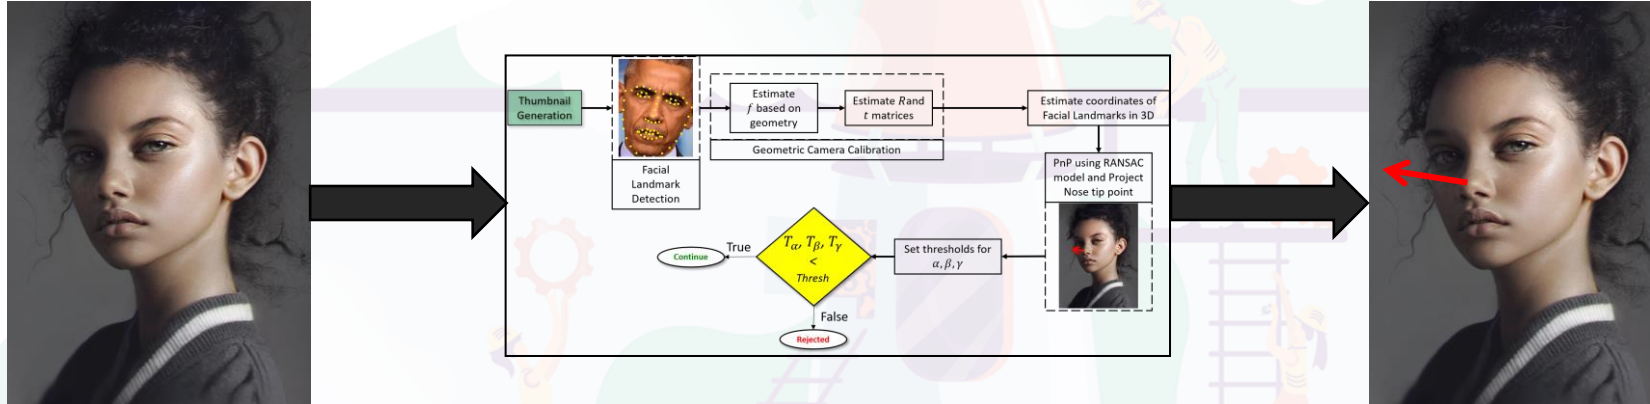 Thumbnail
Generation
Facial
Landmark
Detection
Estimate
f based on
geometry
Estimate Rand
t matrices
Geometric Camera Calibration
Estimate coordinates of
Facial Landmarks in 3D
PnP using RANSAC
model and Project
Nose tip point
Set thresholds for
α, β, γ
Tα, Tβ, Tγ
<
Thresh
True
Continue
False
Rejected